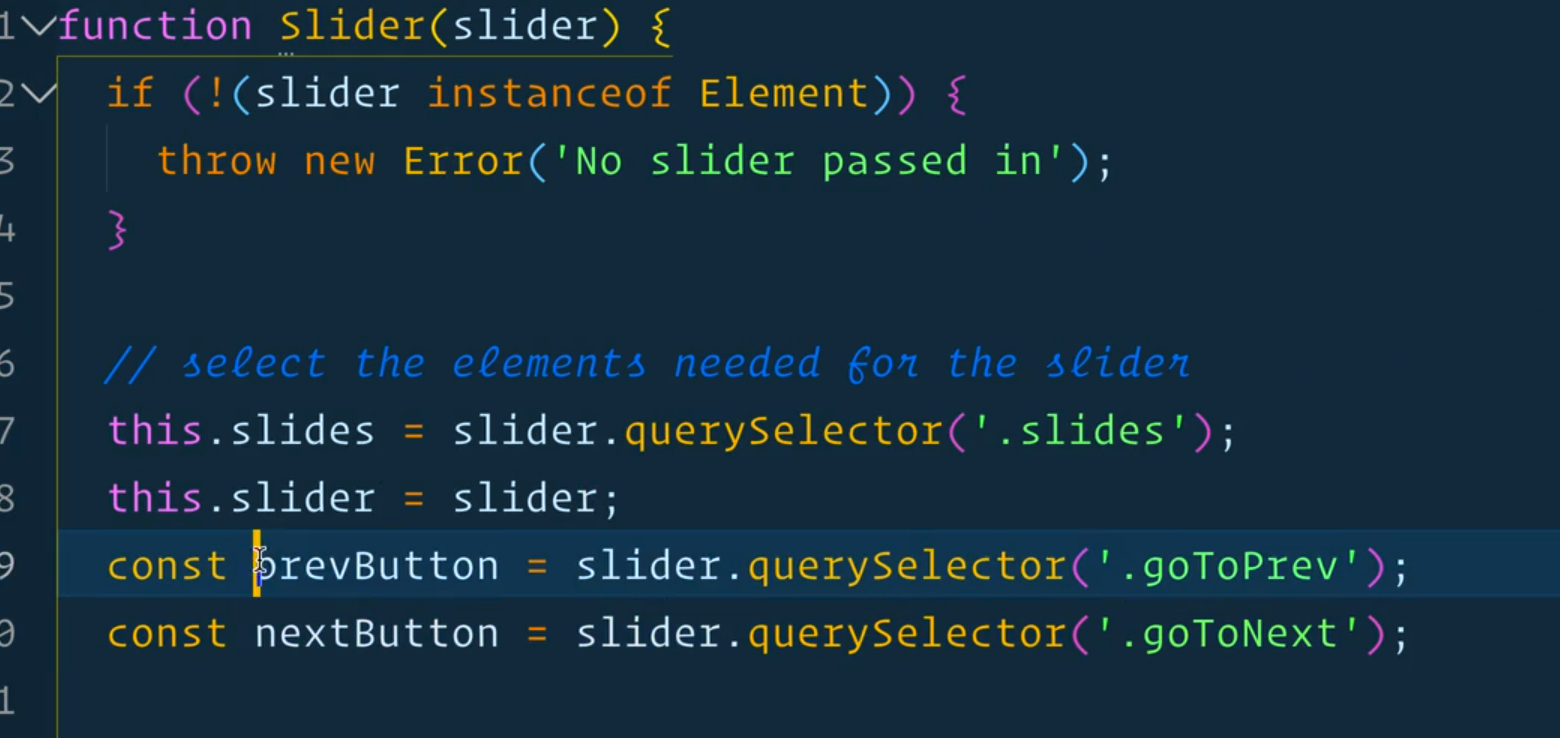 1 function Slider(slider) {
2 if (!(slider instanceof Element)) {
3 throw new Error('No slider passed in');
4 }
5
6 // select the elements needed for the slider
7 this.slides = slider.querySelector('.slides');
8 this.slider = slider;
9 const prevButton = slider.querySelector('.goToPrev');
0 const nextButton = slider.querySelector('.goToNext');
1